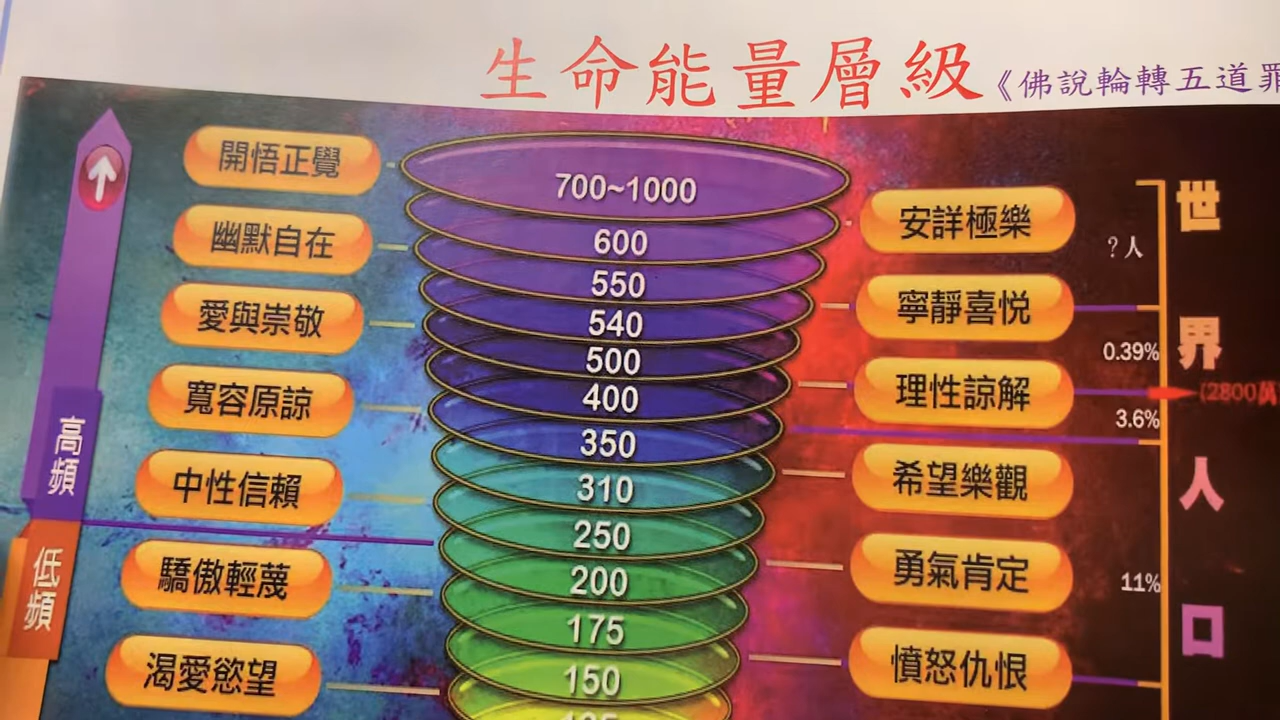 生命能量層級《佛說輪轉五道罪
開悟正覺
700~1000
安詳極樂
世
？人
幽默自在
600
550
寧靜喜悅
愛與崇敬
540
0.39%
界
500
寬容原諒
400
理性諒解
(2800萬
3.6%
350
高頻
中性信賴
310
希望樂觀
人
250
低頻
驕傲輕蔑
200
勇氣肯定
11%
175
口
渴愛慾望
150
憤怒仇恨